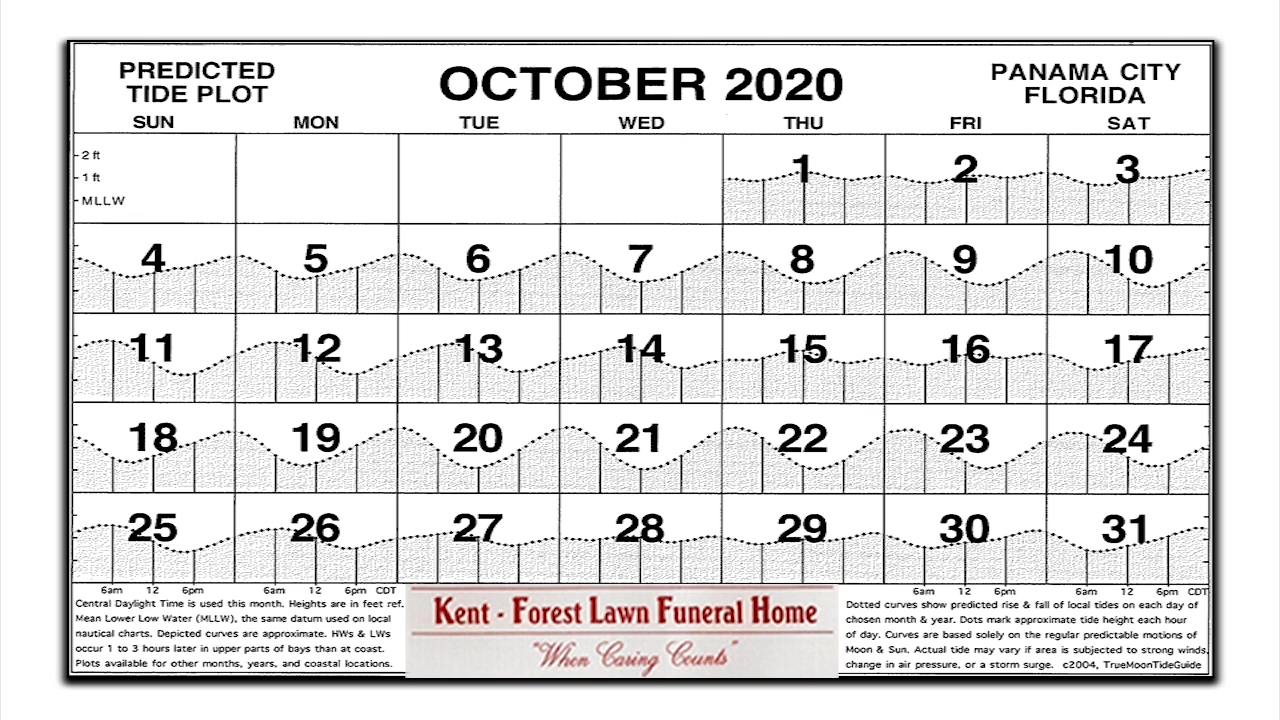 PREDICTED
TIDE PLOT
OCTOBER 2020
PANAMA CITY
FLORIDA
SUN MON TUE WED THU FRI SAT
2 ft
1 ft
MLLW
1 2 3
4 5 6 7 8 9 10
11 12 13 14 15 16 17
18 19 20 21 22 23 24
25 26 27 28 29 30 31
6am 12 6pm 6am 12 6pm CDT 6am 12 6pm 6am 12 6pm CDT
Central Daylight Time is used this month. Heights are in feet ref.
Mean Lower Low Water (MLLW), the same datum used on local
nautical charts. Depicted curves are approximate. HWs & LWs
occur 1 to 3 hours later in upper parts of bays than at coast.
Plots available for other months, years, and coastal locations.
Kent - Forest Lawn Funeral Home
"When Caring Counts"
Dotted curves show predicted rise & fall of local tides on each day of
chosen month & year. Dots mark approximate tide height each hour
of day. Curves are based solely on the regular predictable motions of
Moon & Sun. Actual tide may vary if area is subjected to strong winds,
change in air pressure, or a storm surge. c2004, TrueMoonTideGuide